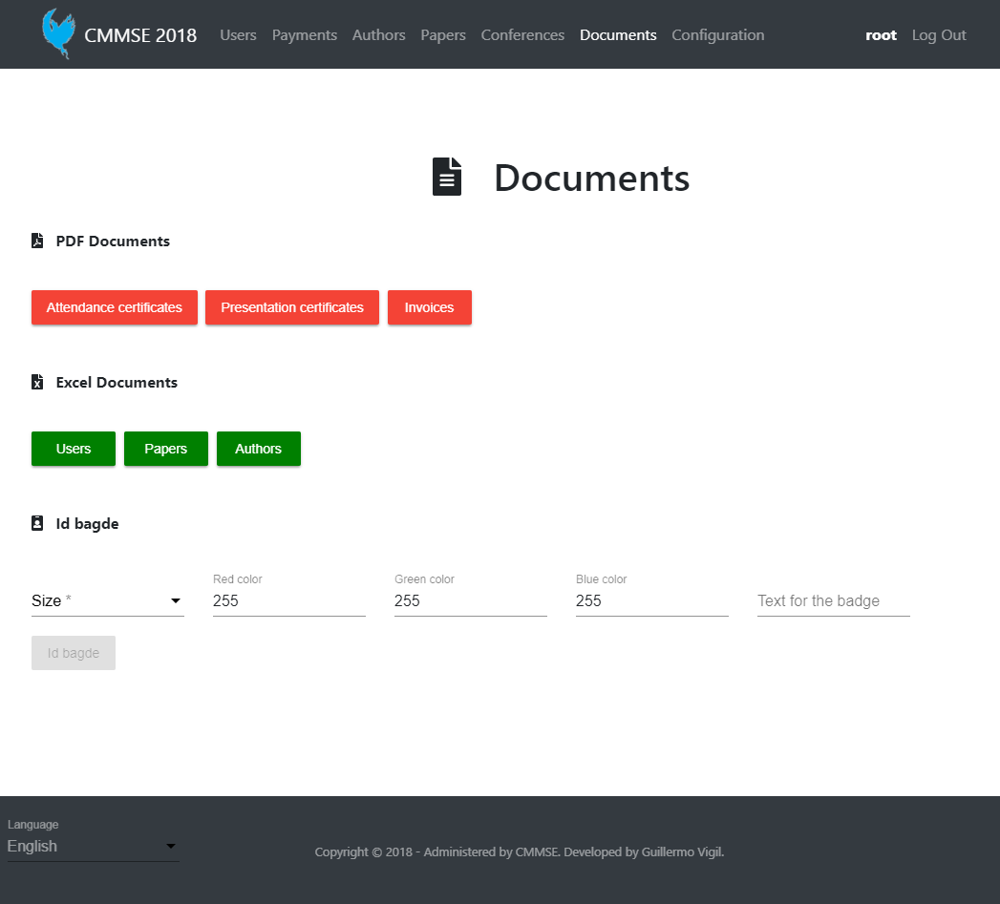 CMMSE 2018 Users Payments Authors Papers Conferences Documents Configuration root Log Out
Documents
PDF Documents
Attendance certificates Presentation certificates Invoices
Excel Documents
Users Papers Authors
Id bagde
Red color Green color Blue color
Size * 255 255 255 Text for the badge
Id bagde
Language
English
Copyright © 2018 - Administered by CMMSE. Developed by Guillermo Vigil.